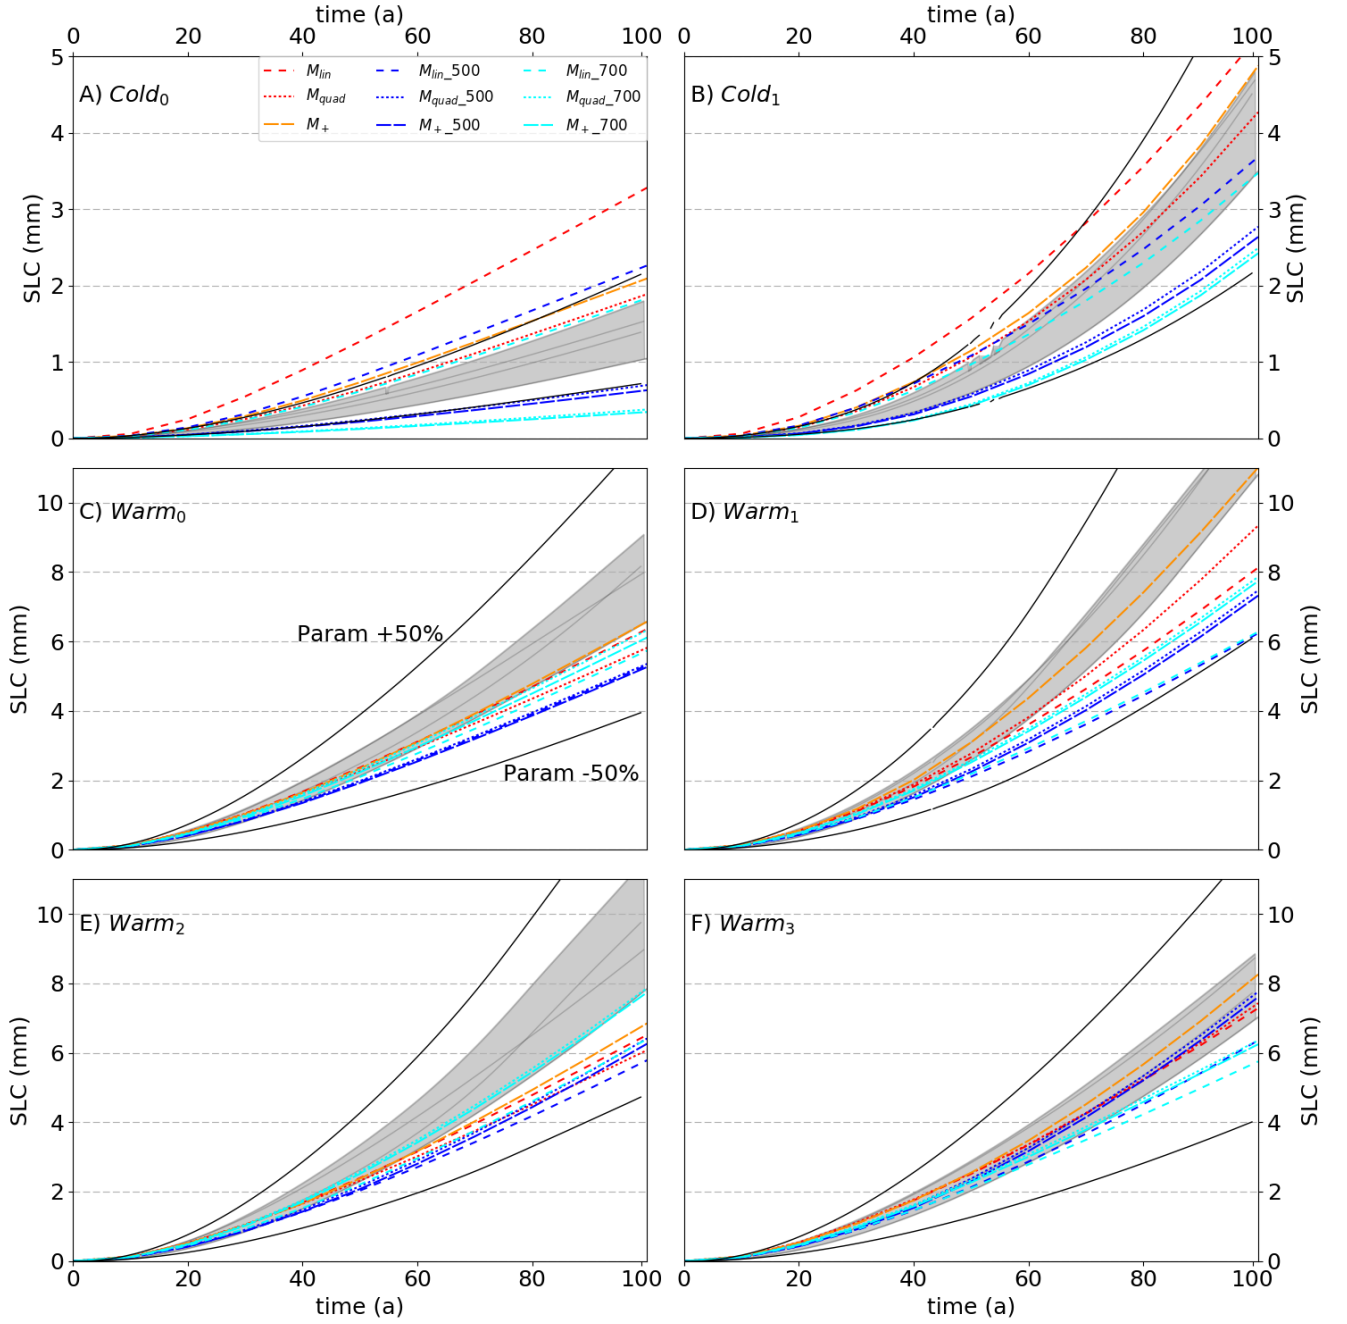 time (a) time (a)
0 20 40 60 80 100 0 20 40 60 80 100
5 5
A) Cold₀ B) Cold₁
M_lin M_lin_500 M_lin_700
M_quad M_quad_500 M_quad_700
M₊ M₊_500 M₊_700
4 4
3 3
SLC (mm) SLC (mm)
2 2
1 1
0 0
C) Warm₀ D) Warm₁
10 10
8 8
Param +50%
6 6
SLC (mm) SLC (mm)
4 4
Param -50%
2 2
0 0
E) Warm₂ F) Warm₃
10 10
8 8
6 6
SLC (mm) SLC (mm)
4 4
2 2
0 0
0 20 40 60 80 100 0 20 40 60 80 100
time (a) time (a)